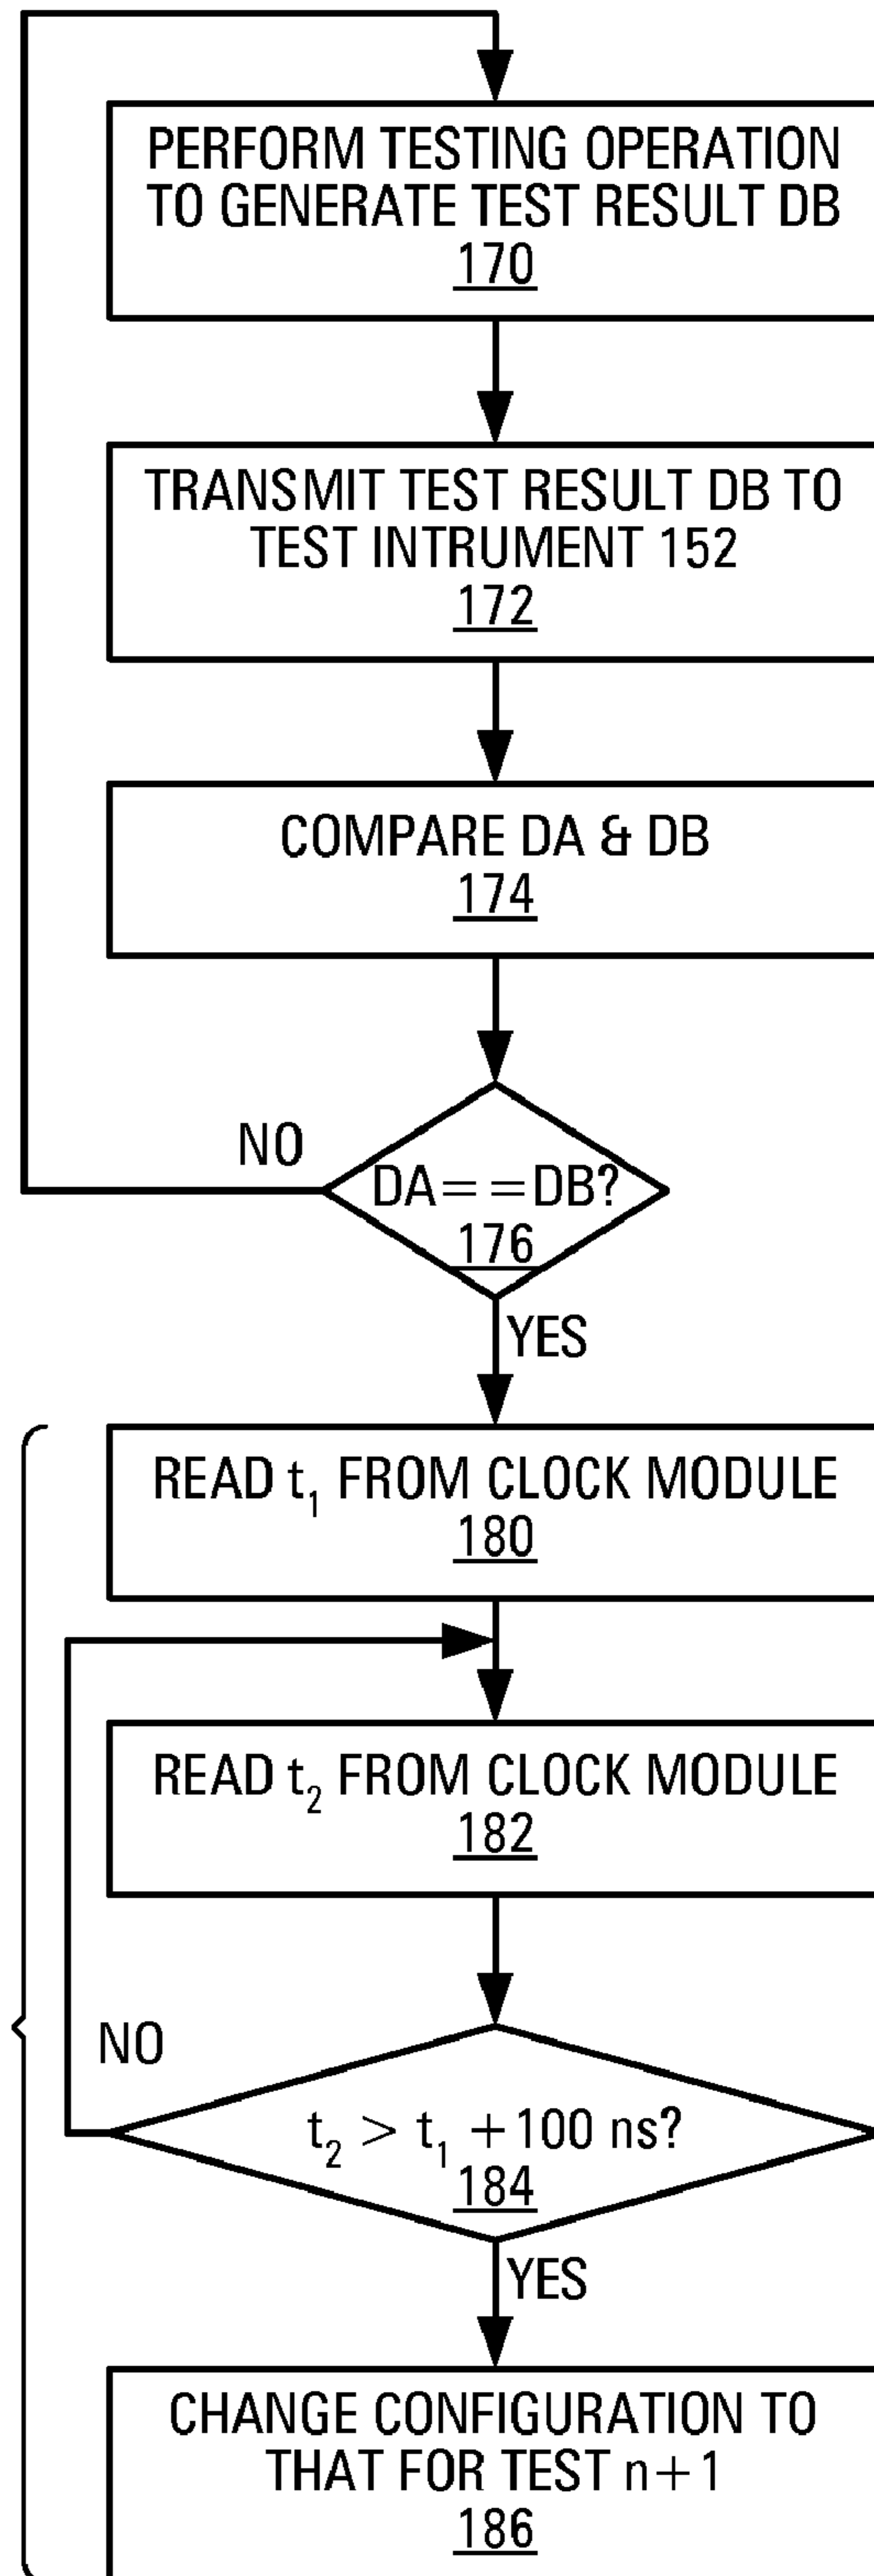 PERFORM TESTING OPERATION
TO GENERATE TEST RESULT DB
170
TRANSMIT TEST RESULT DB TO
TEST INTRUMENT 152
172
COMPARE DA & DB
174
NO
DA==DB?
176
YES
READ t₁ FROM CLOCK MODULE
180
READ t₂ FROM CLOCK MODULE
182
NO
t₂ > t₁ +100 ns?
184
YES
CHANGE CONFIGURATION TO
THAT FOR TEST n+1
186